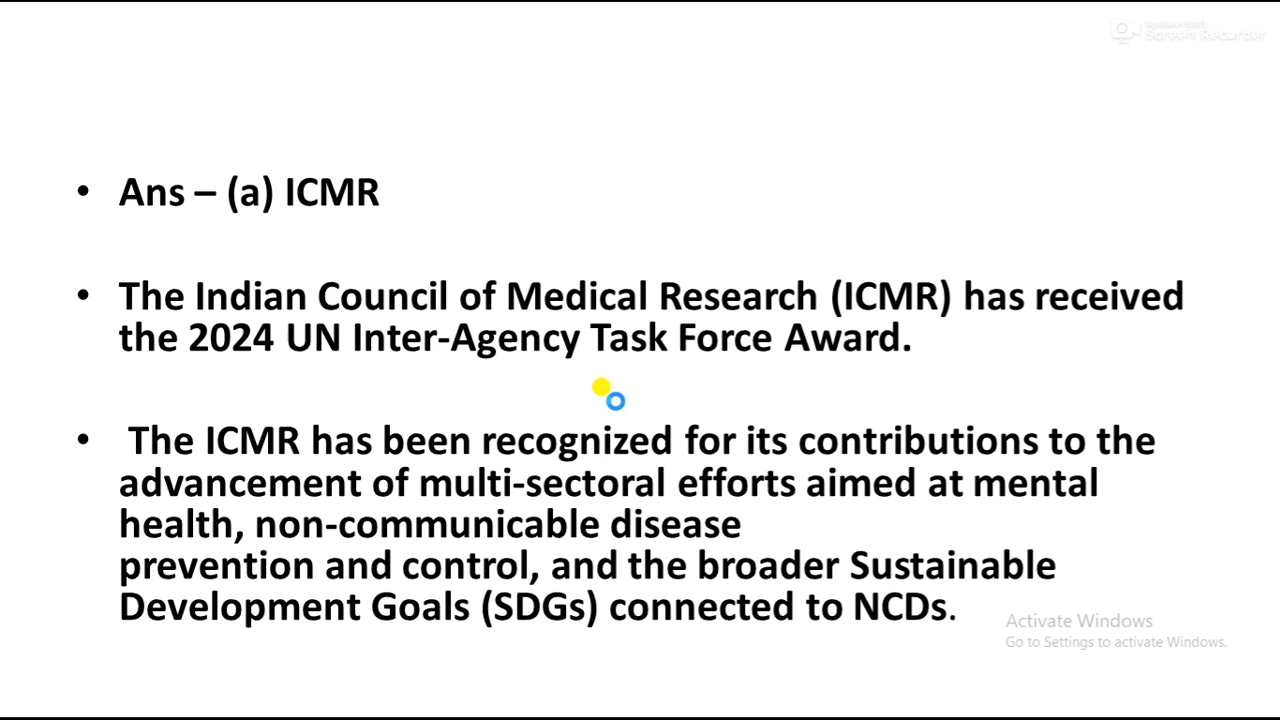 Apowersoft
Screen Recorder
• Ans – (a) ICMR
• The Indian Council of Medical Research (ICMR) has received
the 2024 UN Inter-Agency Task Force Award.
• The ICMR has been recognized for its contributions to the
advancement of multi-sectoral efforts aimed at mental
health, non-communicable disease
prevention and control, and the broader Sustainable
Development Goals (SDGs) connected to NCDs.
Activate Windows
Go to Settings to activate Windows.